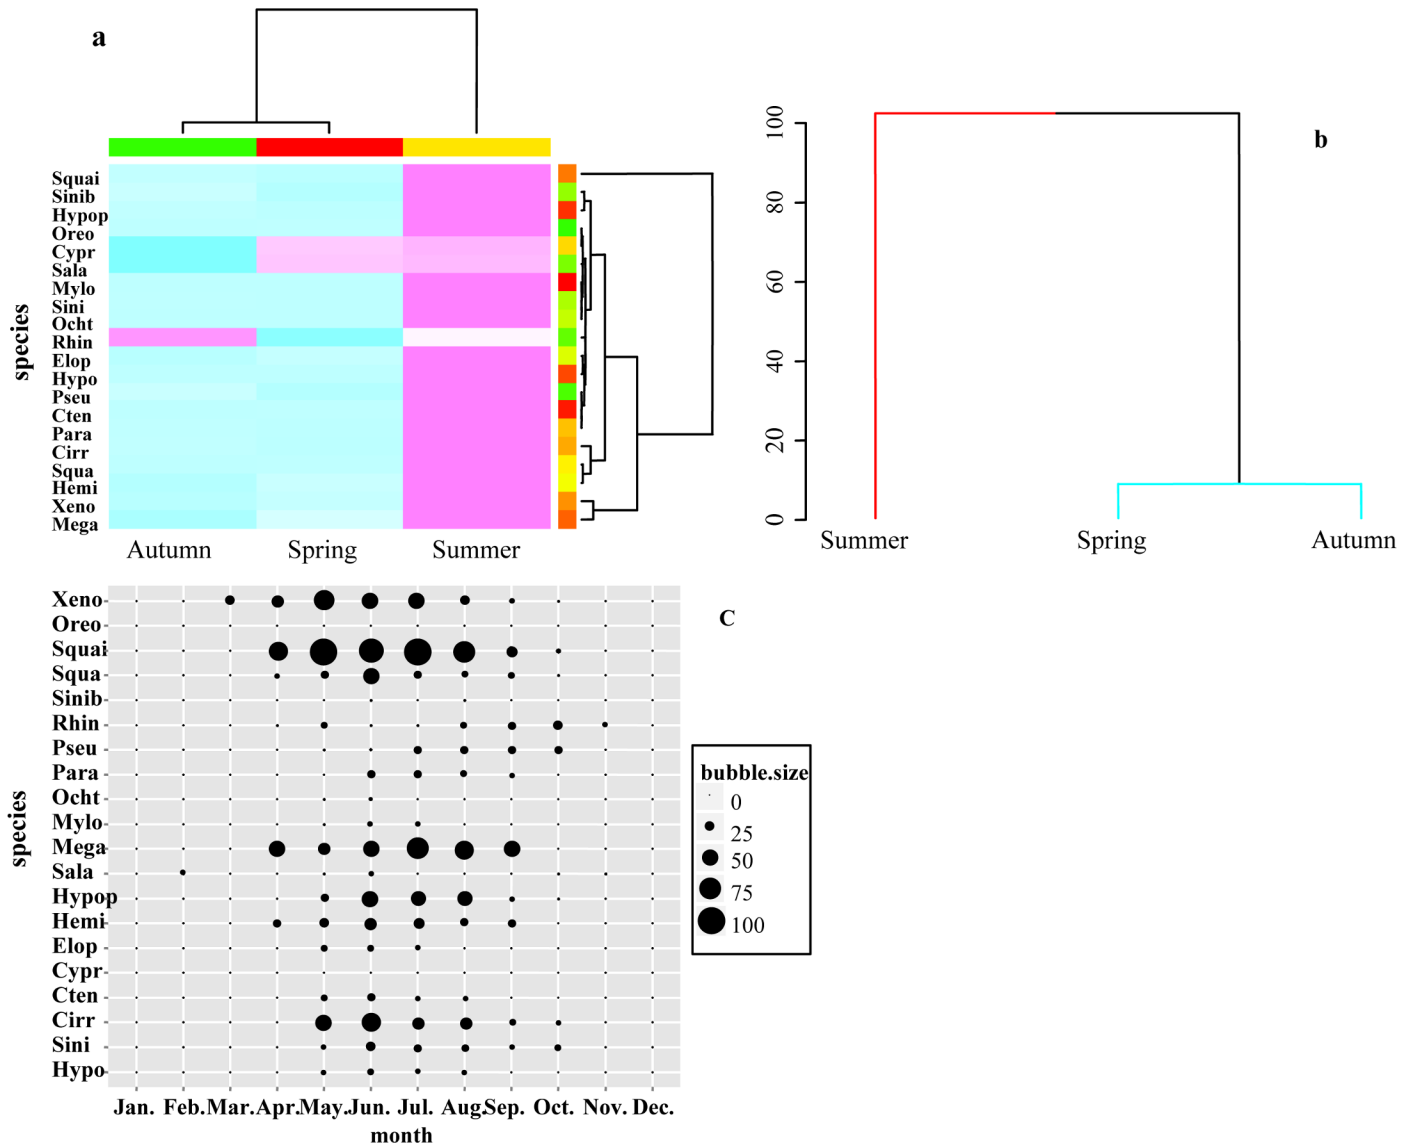 a
Squai
Sinib
Hypop
Oreo
Cypr
Sala
Mylo
Sini
Ocht
Rhin
Elop
Hypo
Pseu
Cten
Para
Cirr
Squa
Hemi
Xeno
Mega
species
Autumn Spring Summer
b
100
80
60
40
20
0
Summer Spring Autumn
C
Xeno
Oreo
Squai
Squa
Sinib
Rhin
Pseu
Para
Ocht
Mylo
Mega
Sala
Hypop
Hemi
Elop
Cypr
Cten
Cirr
Sini
Hypo
species
Jan. Feb. Mar. Apr. May. Jun. Jul. Aug. Sep. Oct. Nov. Dec.
month
bubble.size
0
25
50
75
100